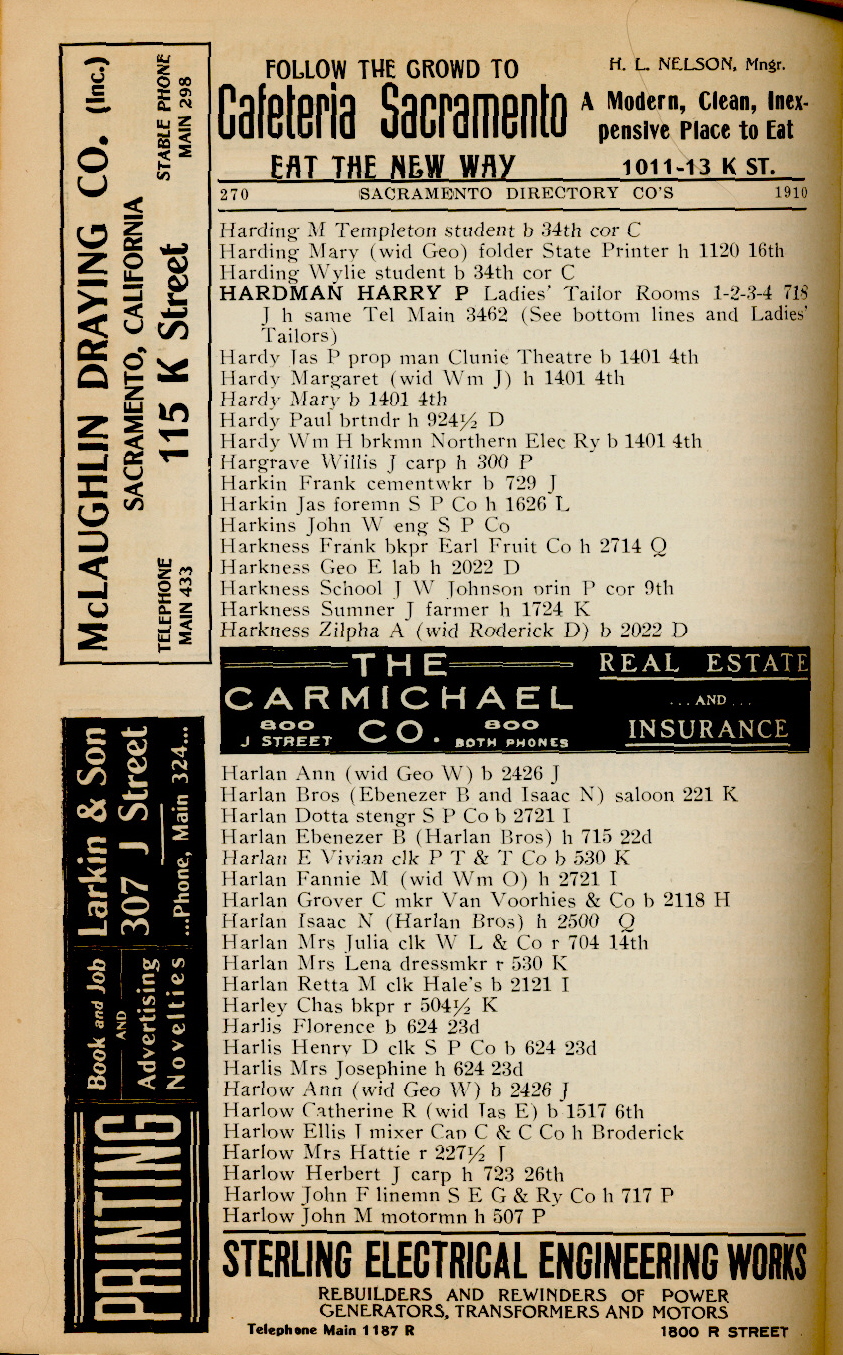 FOLLOW THE GROWD TO
Cafeteria Sacramento
EAT THE NEW WAY
H. L. NELSON, Mngr.
A Modern, Clean, Inex-
pensive Place to Eat
1011-13 K ST.
270 SACRAMENTO DIRECTORY CO'S 1910
McLAUGHLIN DRAYING CO. (Inc.)
SACRAMENTO, CALIFORNIA
TELEPHONE
MAIN 433
115 K Street
STABLE PHONE
MAIN 298
Harding M Templeton student b 34th cor C
Harding Mary (wid Geo) folder State Printer h 1120 16th
Harding Wylie student b 34th cor C
HARDMAN HARRY P Ladies' Tailor Rooms 1-2-3-4 718
J h same Tel Main 3462 (See bottom lines and Ladies'
Tailors)
Hardy Jas P prop man Clunie Theatre b 1401 4th
Hardy Margaret (wid Wm J) h 1401 4th
Hardy Mary b 1401 4th
Hardy Paul brtndr h 924½ D
Hardy Wm H brkmn Northern Elec Ry b 1401 4th
Hargrave Willis J carp h 300 P
Harkin Frank cementwkr b 729 J
Harkin Jas foremn S P Co h 1626 L
Harkins John W eng S P Co
Harkness Frank bkpr Earl Fruit Co h 2714 Q
Harkness Geo E lab h 2022 D
Harkness School J W Johnson prin P cor 9th
Harkness Sumner J farmer h 1724 K
Harkness Zilpha A (wid Roderick D) b 2022 D
THE
CARMICHAEL
CO.
800
J STREET
800
BOTH PHONES
REAL ESTATE
... AND ...
INSURANCE
Harlan Ann (wid Geo W) b 2426 J
Harlan Bros (Ebenezer B and Isaac N) saloon 221 K
Harlan Dotta stengr S P Co b 2721 I
Harlan Ebenezer B (Harlan Bros) h 715 22d
Harlan E Vivian clk P T & T Co b 530 K
Harlan Fannie M (wid Wm O) h 2721 I
Harlan Grover C mkr Van Voorhies & Co b 2118 H
Harlan Isaac N (Harlan Bros) h 2500 Q
Harlan Mrs Julia clk W L & Co r 704 14th
Harlan Mrs Lena dressmkr r 530 K
Harlan Retta M clk Hale's b 2121 I
Harley Chas bkpr r 504½ K
Harlis Florence b 624 23d
Harlis Henry D clk S P Co b 624 23d
Harlis Mrs Josephine h 624 23d
Harlow Ann (wid Geo W) b 2426 J
Harlow Catherine R (wid Jas E) b 1517 6th
Harlow Ellis J mixer Cap C & C Co h Broderick
Harlow Mrs Hattie r 227½ J
Harlow Herbert J carp h 723 26th
Harlow John F linemn S E G & Ry Co h 717 P
Harlow John M motormn h 507 P
PRINTING
Book and Job
AND
Advertising
Novelties
Larkin & Son
307 J Street
...Phone, Main 324...
STERLING ELECTRICAL ENGINEERING WORKS
REBUILDERS AND REWINDERS OF POWER
GENERATORS, TRANSFORMERS AND MOTORS
Telephone Main 1187 R 1800 R STREET